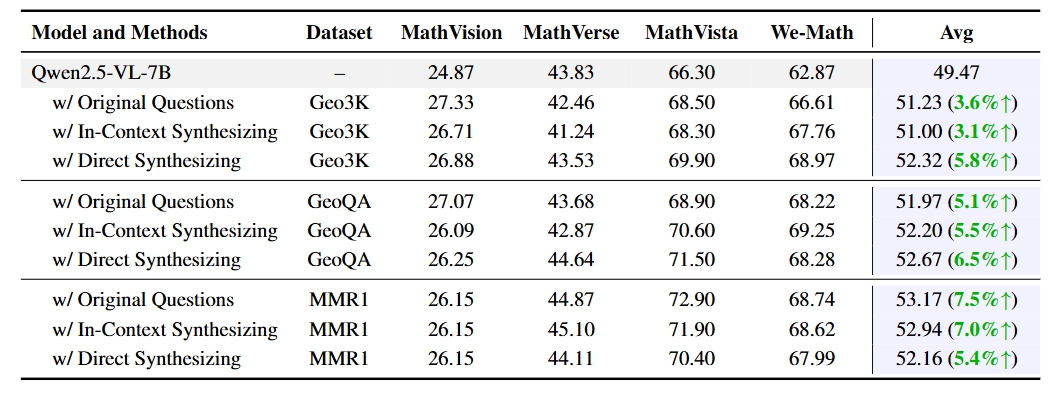 Model and Methods Dataset MathVision MathVerse MathVista We-Math Avg
Qwen2.5-VL-7B – 24.87 43.83 66.30 62.87 49.47
w/ Original Questions Geo3K 27.33 42.46 68.50 66.61 51.23 (3.6%↑)
w/ In-Context Synthesizing Geo3K 26.71 41.24 68.30 67.76 51.00 (3.1%↑)
w/ Direct Synthesizing Geo3K 26.88 43.53 69.90 68.97 52.32 (5.8%↑)
w/ Original Questions GeoQA 27.07 43.68 68.90 68.22 51.97 (5.1%↑)
w/ In-Context Synthesizing GeoQA 26.09 42.87 70.60 69.25 52.20 (5.5%↑)
w/ Direct Synthesizing GeoQA 26.25 44.64 71.50 68.28 52.67 (6.5%↑)
w/ Original Questions MMR1 26.15 44.87 72.90 68.74 53.17 (7.5%↑)
w/ In-Context Synthesizing MMR1 26.15 45.10 71.90 68.62 52.94 (7.0%↑)
w/ Direct Synthesizing MMR1 26.15 44.11 70.40 67.99 52.16 (5.4%↑)